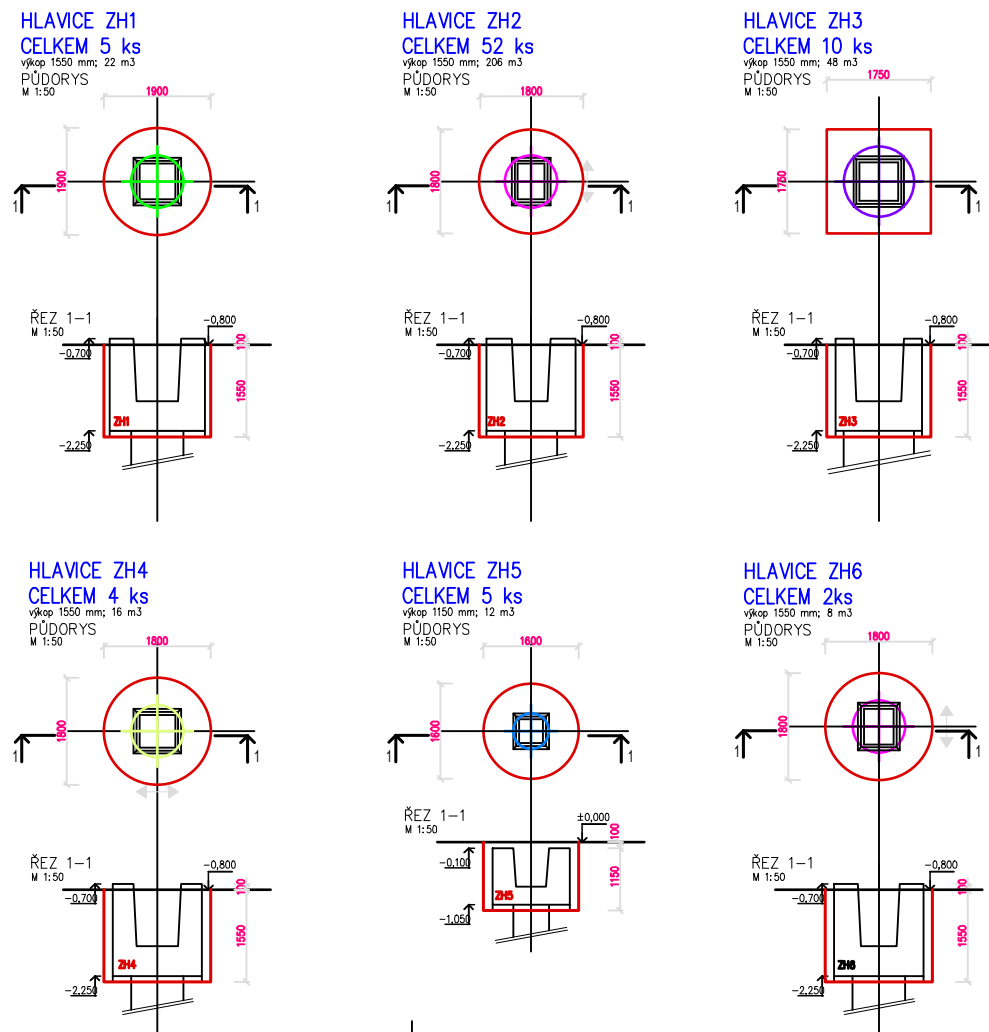 HLAVICE ZH1
CELKEM 5 ks
výkop 1550 mm; 22 m3
PŮDORYS
M 1:50
1900
1900
1
1
ŘEZ 1-1
M 1:50
-0,800
-0,700
100
1550
ZH1
-2,250
HLAVICE ZH2
CELKEM 52 ks
výkop 1550 mm; 206 m3
PŮDORYS
M 1:50
1800
1800
1
1
ŘEZ 1-1
M 1:50
-0,800
-0,700
100
1550
ZH2
-2,250
HLAVICE ZH3
CELKEM 10 ks
výkop 1550 mm; 48 m3
PŮDORYS
M 1:50
1750
1750
1
1
ŘEZ 1-1
M 1:50
-0,800
-0,700
100
1550
ZH3
-2,250
HLAVICE ZH4
CELKEM 4 ks
výkop 1550 mm; 16 m3
PŮDORYS
M 1:50
1800
1800
1
1
ŘEZ 1-1
M 1:50
-0,800
-0,700
100
1550
ZH4
-2,250
HLAVICE ZH5
CELKEM 5 ks
výkop 1150 mm; 12 m3
PŮDORYS
M 1:50
1600
1600
1
1
ŘEZ 1-1
M 1:50
±0,000
-0,100
100
1150
ZH5
-1,050
HLAVICE ZH6
CELKEM 2ks
výkop 1550 mm; 8 m3
PŮDORYS
M 1:50
1800
1800
1
1
ŘEZ 1-1
M 1:50
-0,800
-0,700
100
1550
ZH6
-2,250